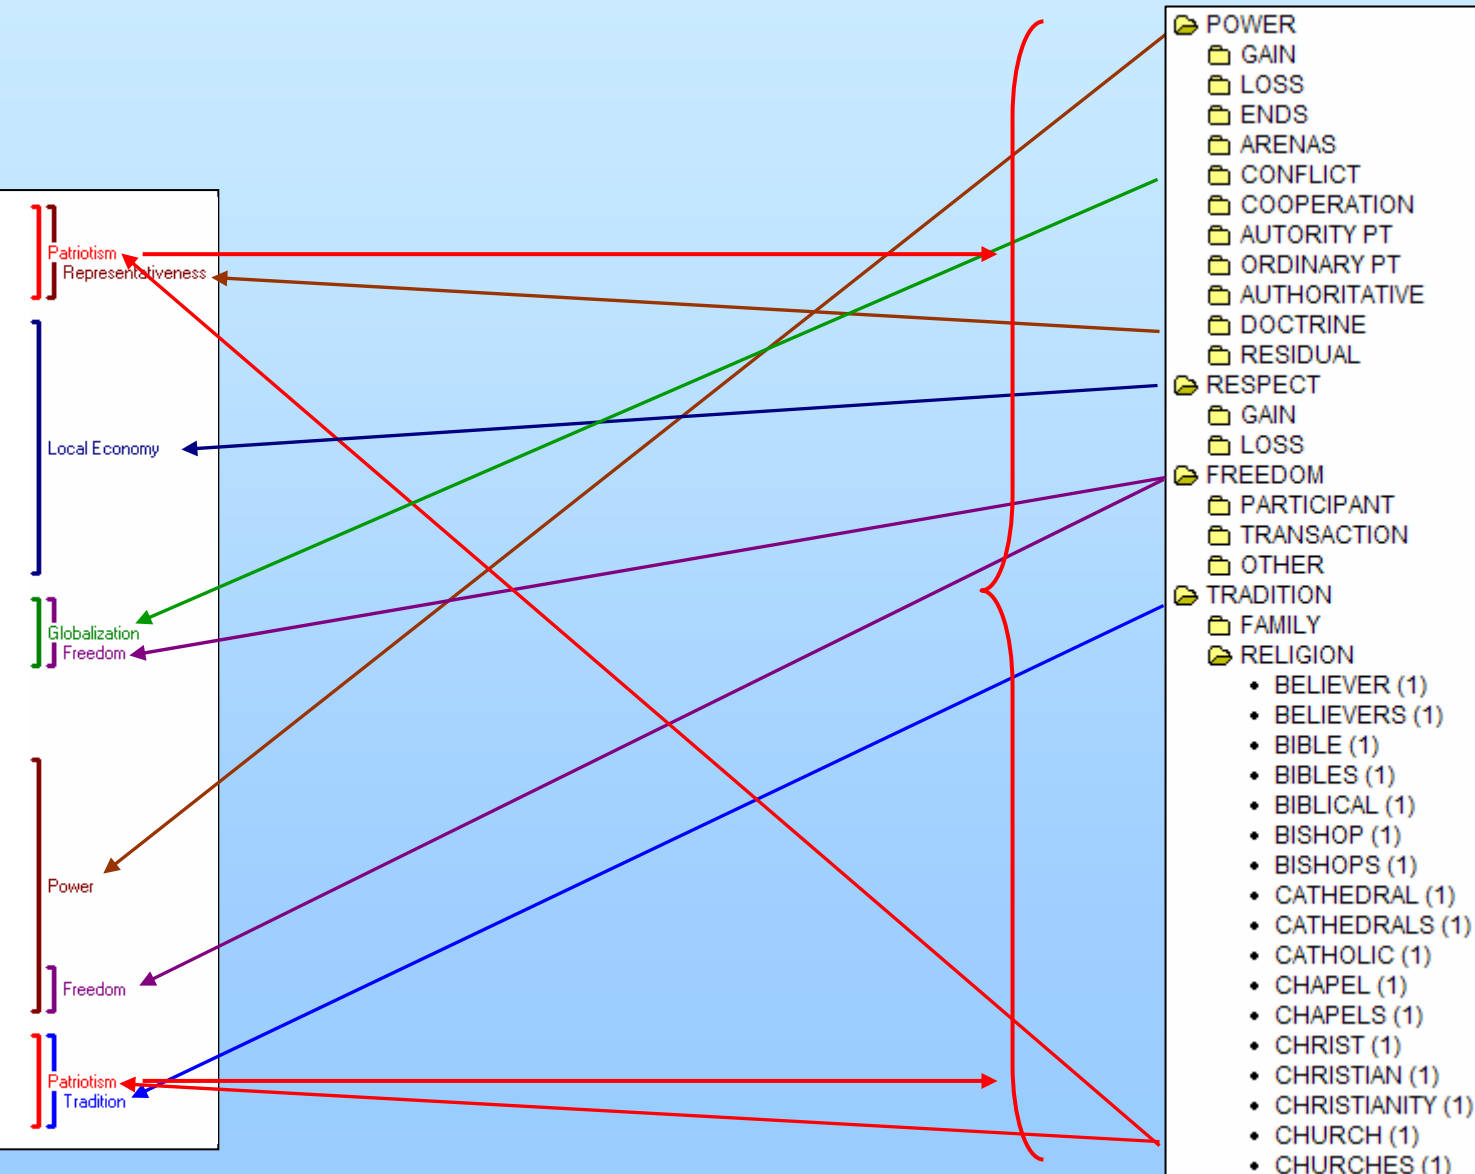 Patriotism
Representativeness
Local Economy
Globalization
Freedom
Power
Freedom
Patriotism
Tradition
POWER
GAIN
LOSS
ENDS
ARENAS
CONFLICT
COOPERATION
AUTORITY PT
ORDINARY PT
AUTHORITATIVE
DOCTRINE
RESIDUAL
RESPECT
GAIN
LOSS
FREEDOM
PARTICIPANT
TRANSACTION
OTHER
TRADITION
FAMILY
RELIGION
• BELIEVER (1)
• BELIEVERS (1)
• BIBLE (1)
• BIBLES (1)
• BIBLICAL (1)
• BISHOP (1)
• BISHOPS (1)
• CATHEDRAL (1)
• CATHEDRALS (1)
• CATHOLIC (1)
• CHAPEL (1)
• CHAPELS (1)
• CHRIST (1)
• CHRISTIAN (1)
• CHRISTIANITY (1)
• CHURCH (1)
• CHURCHES (1)